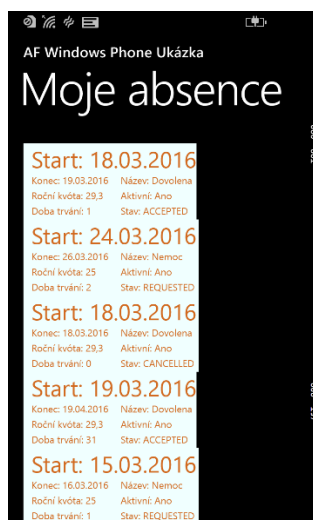 AF Windows Phone Ukázka
Moje absence
Start: 18.03.2016
Konec: 19.03.2016 Název: Dovolena
Roční kvóta: 29,3 Aktivní: Ano
Doba trvání: 1 Stav: ACCEPTED
Start: 24.03.2016
Konec: 26.03.2016 Název: Nemoc
Roční kvóta: 25 Aktivní: Ano
Doba trvání: 2 Stav: REQUESTED
Start: 18.03.2016
Konec: 18.03.2016 Název: Dovolena
Roční kvóta: 29,3 Aktivní: Ano
Doba trvání: 0 Stav: CANCELLED
Start: 19.03.2016
Konec: 19.04.2016 Název: Dovolena
Roční kvóta: 29,3 Aktivní: Ano
Doba trvání: 31 Stav: ACCEPTED
Start: 15.03.2016
Konec: 16.03.2016 Název: Nemoc
Roční kvóta: 25 Aktivní: Ano
Doba trvání: 1 Stav: REQUESTED